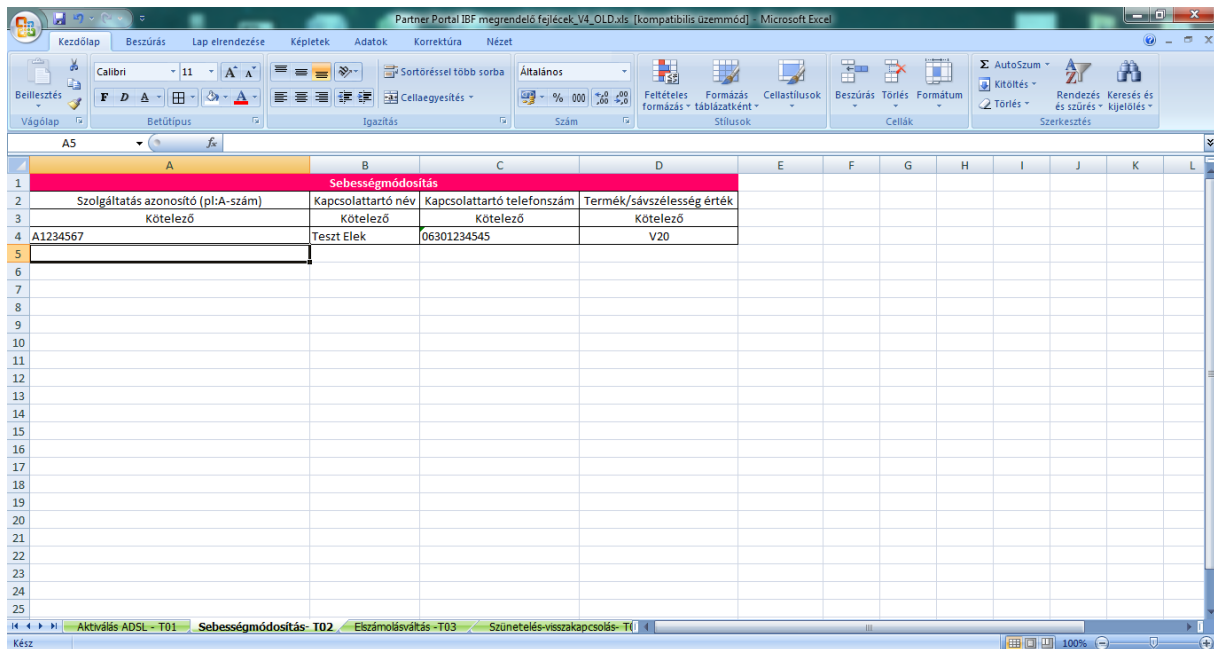 Partner Portal IBF megrendelő fejlécek_V4_OLD.xls [kompatibilis üzemmód] - Microsoft Excel
Kezdőlap Beszúrás Lap elrendezése Képletek Adatok Korrektúra Nézet
Beillesztés
Calibri 11
F D A
Sortöréssel több sorba
Cellaegyesítés
Általános
% 000
Feltételes formázás
Formázás táblázatként
Cellastílusok
Beszúrás Törlés Formátum
Σ AutoSzum
Kitöltés
Törlés
Rendezés és szűrés
Keresés és kijelölés
Vágólap Betűtípus Igazítás Szám Stílusok Cellák Szerkesztés
A5 fx
A B C D E F G H I J K L
1 Sebességmódosítás
2 Szolgáltatás azonosító (pl:A-szám) Kapcsolattartó név Kapcsolattartó telefonszám Termék/sávszélesség érték
3 Kötelező Kötelező Kötelező Kötelező
4 A1234567 Teszt Elek 06301234545 V20
5
6
7
8
9
10
11
12
13
14
15
16
17
18
19
20
21
22
23
24
25
Aktiválás ADSL - T01 Sebességmódosítás- T02 Elszámolásváltás -T03 Szünetelés-visszakapcsolás- T
Kész 100%